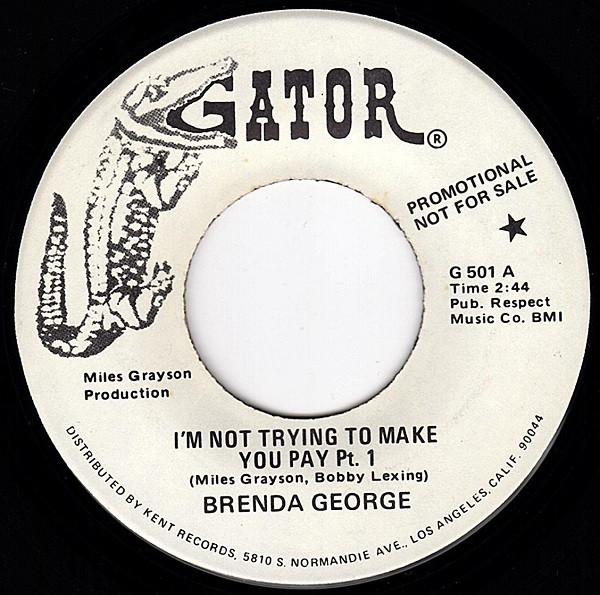 GATOR®
PROMOTIONAL
NOT FOR SALE
G 501 A
Time 2:44
Pub. Respect
Music Co. BMI
Miles Grayson
Production
I'M NOT TRYING TO MAKE
YOU PAY Pt. 1
(Miles Grayson, Bobby Lexing)
BRENDA GEORGE
DISTRIBUTED BY KENT RECORDS, 5810 S. NORMANDIE AVE., LOS ANGELES, CALIF. 90044